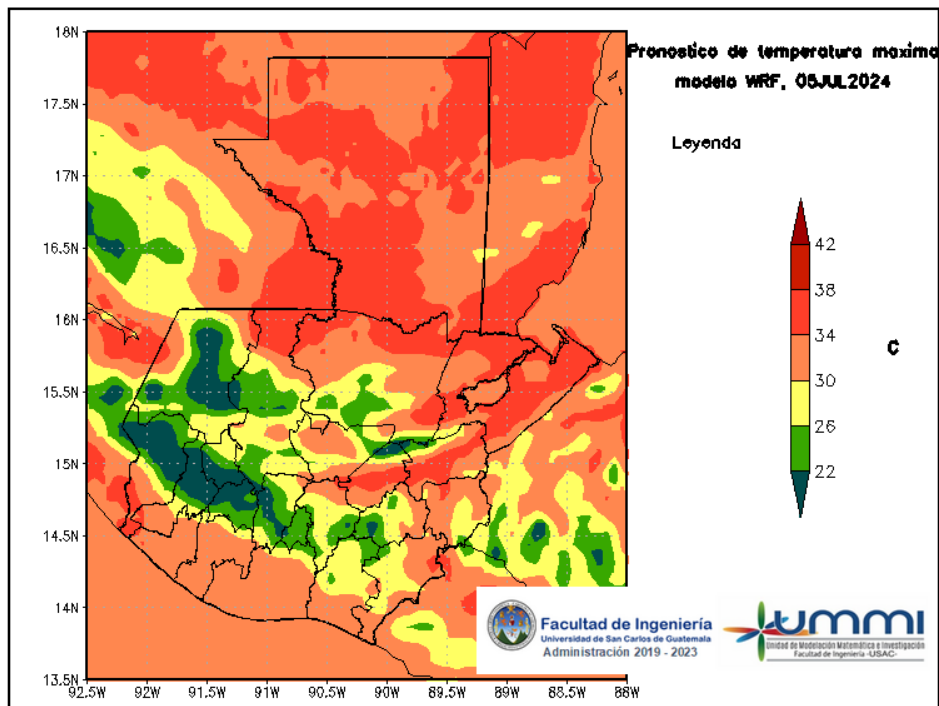 Pronostico de temperatura maxima
modelo WRF, 05JUL2024
Leyenda
42
38
34
30
26
22
C
18N
17.5N
17N
16.5N
16N
15.5N
15N
14.5N
14N
13.5N
92.5W 92W 91.5W 91W 90.5W 90W 89.5W 89W 88.5W 88W
Facultad de Ingeniería
Universidad de San Carlos de Guatemala
Administración 2019 - 2023
ummi
Unidad de Modelación Matemática e Investigación
Facultad de Ingeniería -USAC-